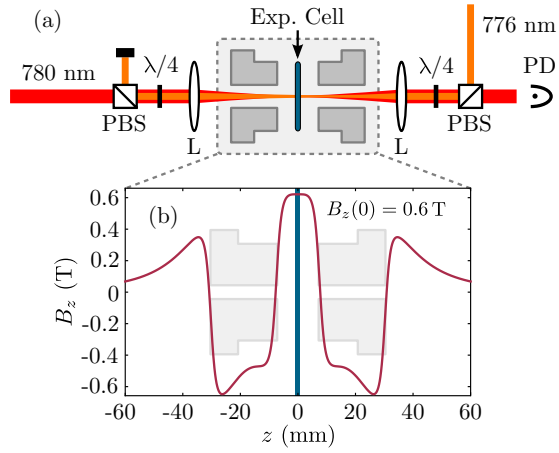 (a)
Exp. Cell
776 nm
780 nm
λ/4
λ/4
PD
PBS
L
L
PBS
(b)
B_z(0) = 0.6 T
0.6
0.4
0.2
0
-0.2
-0.4
-0.6
B_z (T)
-60 -40 -20 0 20 40 60
z (mm)